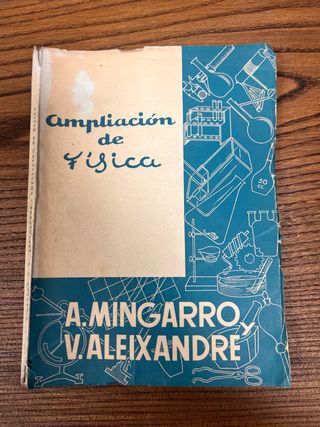 ampliación
de
Física
A. MINGARRO y
V. ALEIXANDRE